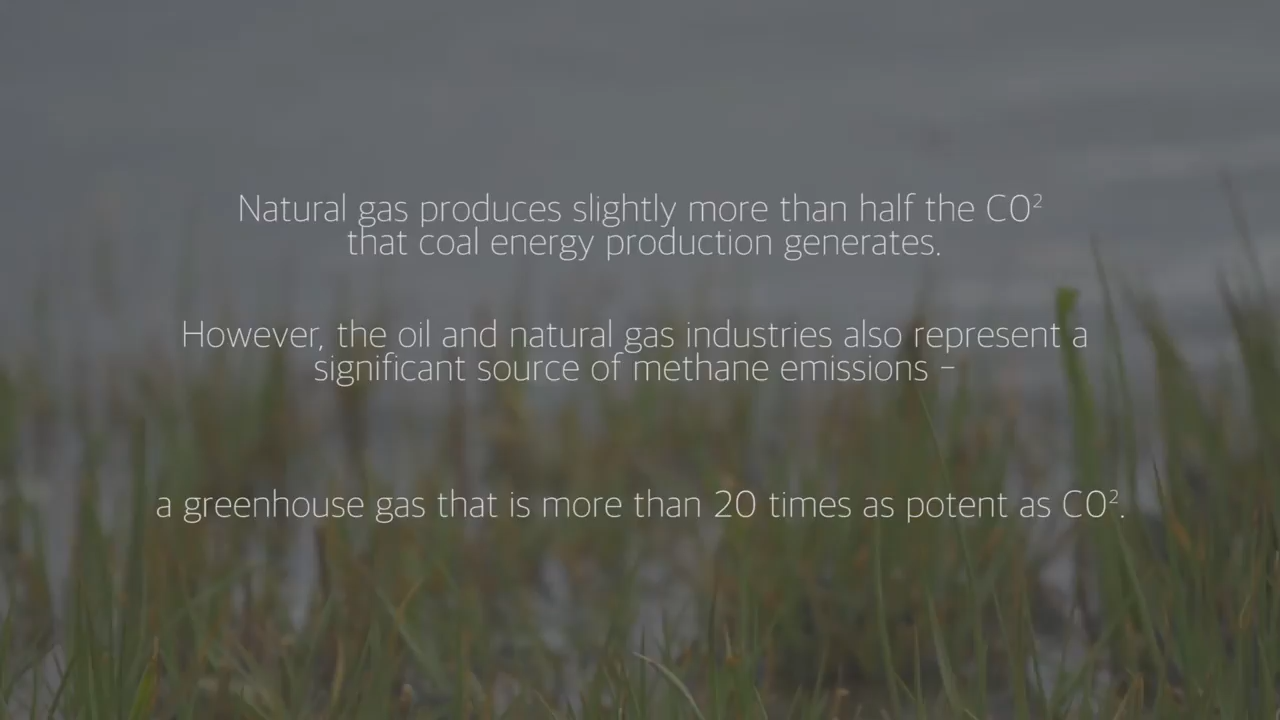 Natural gas produces slightly more than half the CO²
that coal energy production generates.
However, the oil and natural gas industries also represent a
significant source of methane emissions –
a greenhouse gas that is more than 20 times as potent as CO².